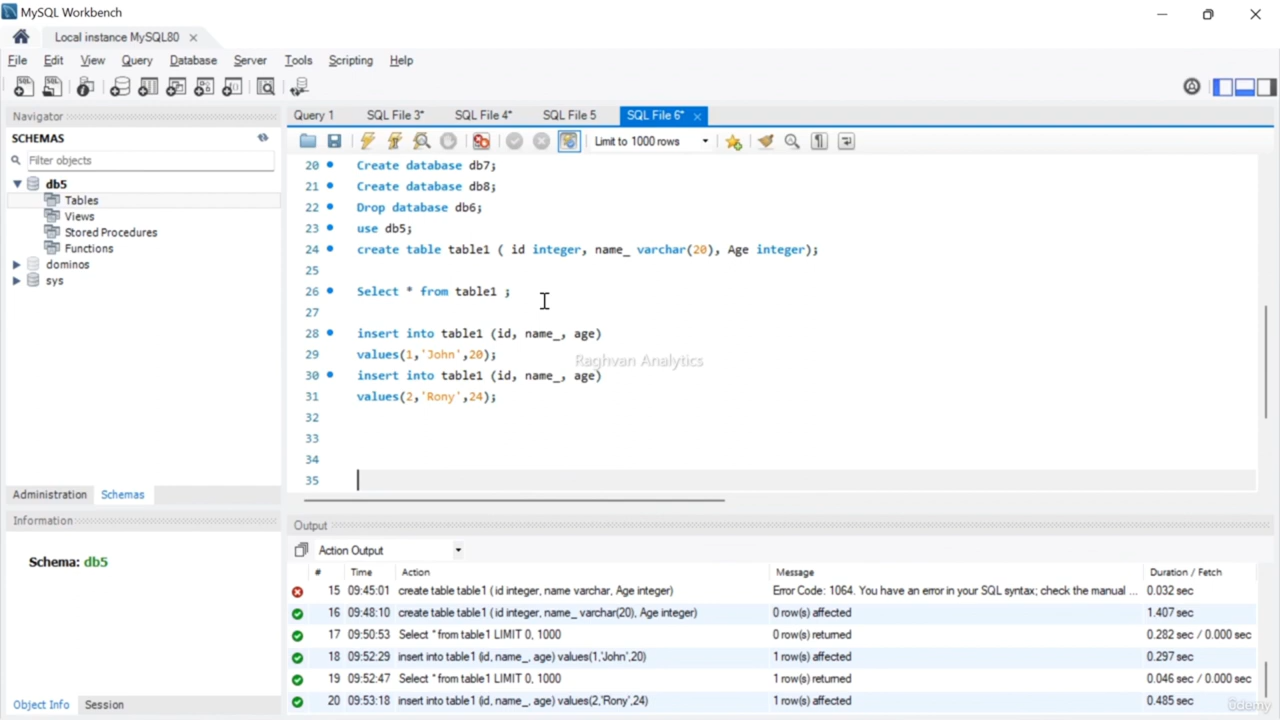 MySQL Workbench
Local instance MySQL80
File Edit View Query Database Server Tools Scripting Help
Navigator
SCHEMAS
Filter objects
db5
Tables
Views
Stored Procedures
Functions
dominos
sys
Administration Schemas
Information
Schema: db5
Object Info Session
Query 1 SQL File 3* SQL File 4* SQL File 5 SQL File 6*
Limit to 1000 rows
20 Create database db7;
21 Create database db8;
22 Drop database db6;
23 use db5;
24 create table table1 ( id integer, name_ varchar(20), Age integer);
25
26 Select * from table1 ;
27
28 insert into table1 (id, name_, age)
29 values(1,'John',20);
Raghvan Analytics
30 insert into table1 (id, name_, age)
31 values(2,'Rony',24);
32
33
34
35
Output
Action Output
# Time Action Message Duration / Fetch
15 09:45:01 create table table1 ( id integer, name varchar, Age integer) Error Code: 1064. You have an error in your SQL syntax; check the manual ... 0.032 sec
16 09:48:10 create table table1 ( id integer, name_ varchar(20), Age integer) 0 row(s) affected 1.407 sec
17 09:50:53 Select * from table1 LIMIT 0, 1000 0 row(s) returned 0.282 sec / 0.000 sec
18 09:52:29 insert into table1 (id, name_, age) values(1,'John',20) 1 row(s) affected 0.297 sec
19 09:52:47 Select * from table1 LIMIT 0, 1000 1 row(s) returned 0.046 sec / 0.000 sec
20 09:53:18 insert into table1 (id, name_, age) values(2,'Rony',24) 1 row(s) affected 0.485 sec
ûdemy